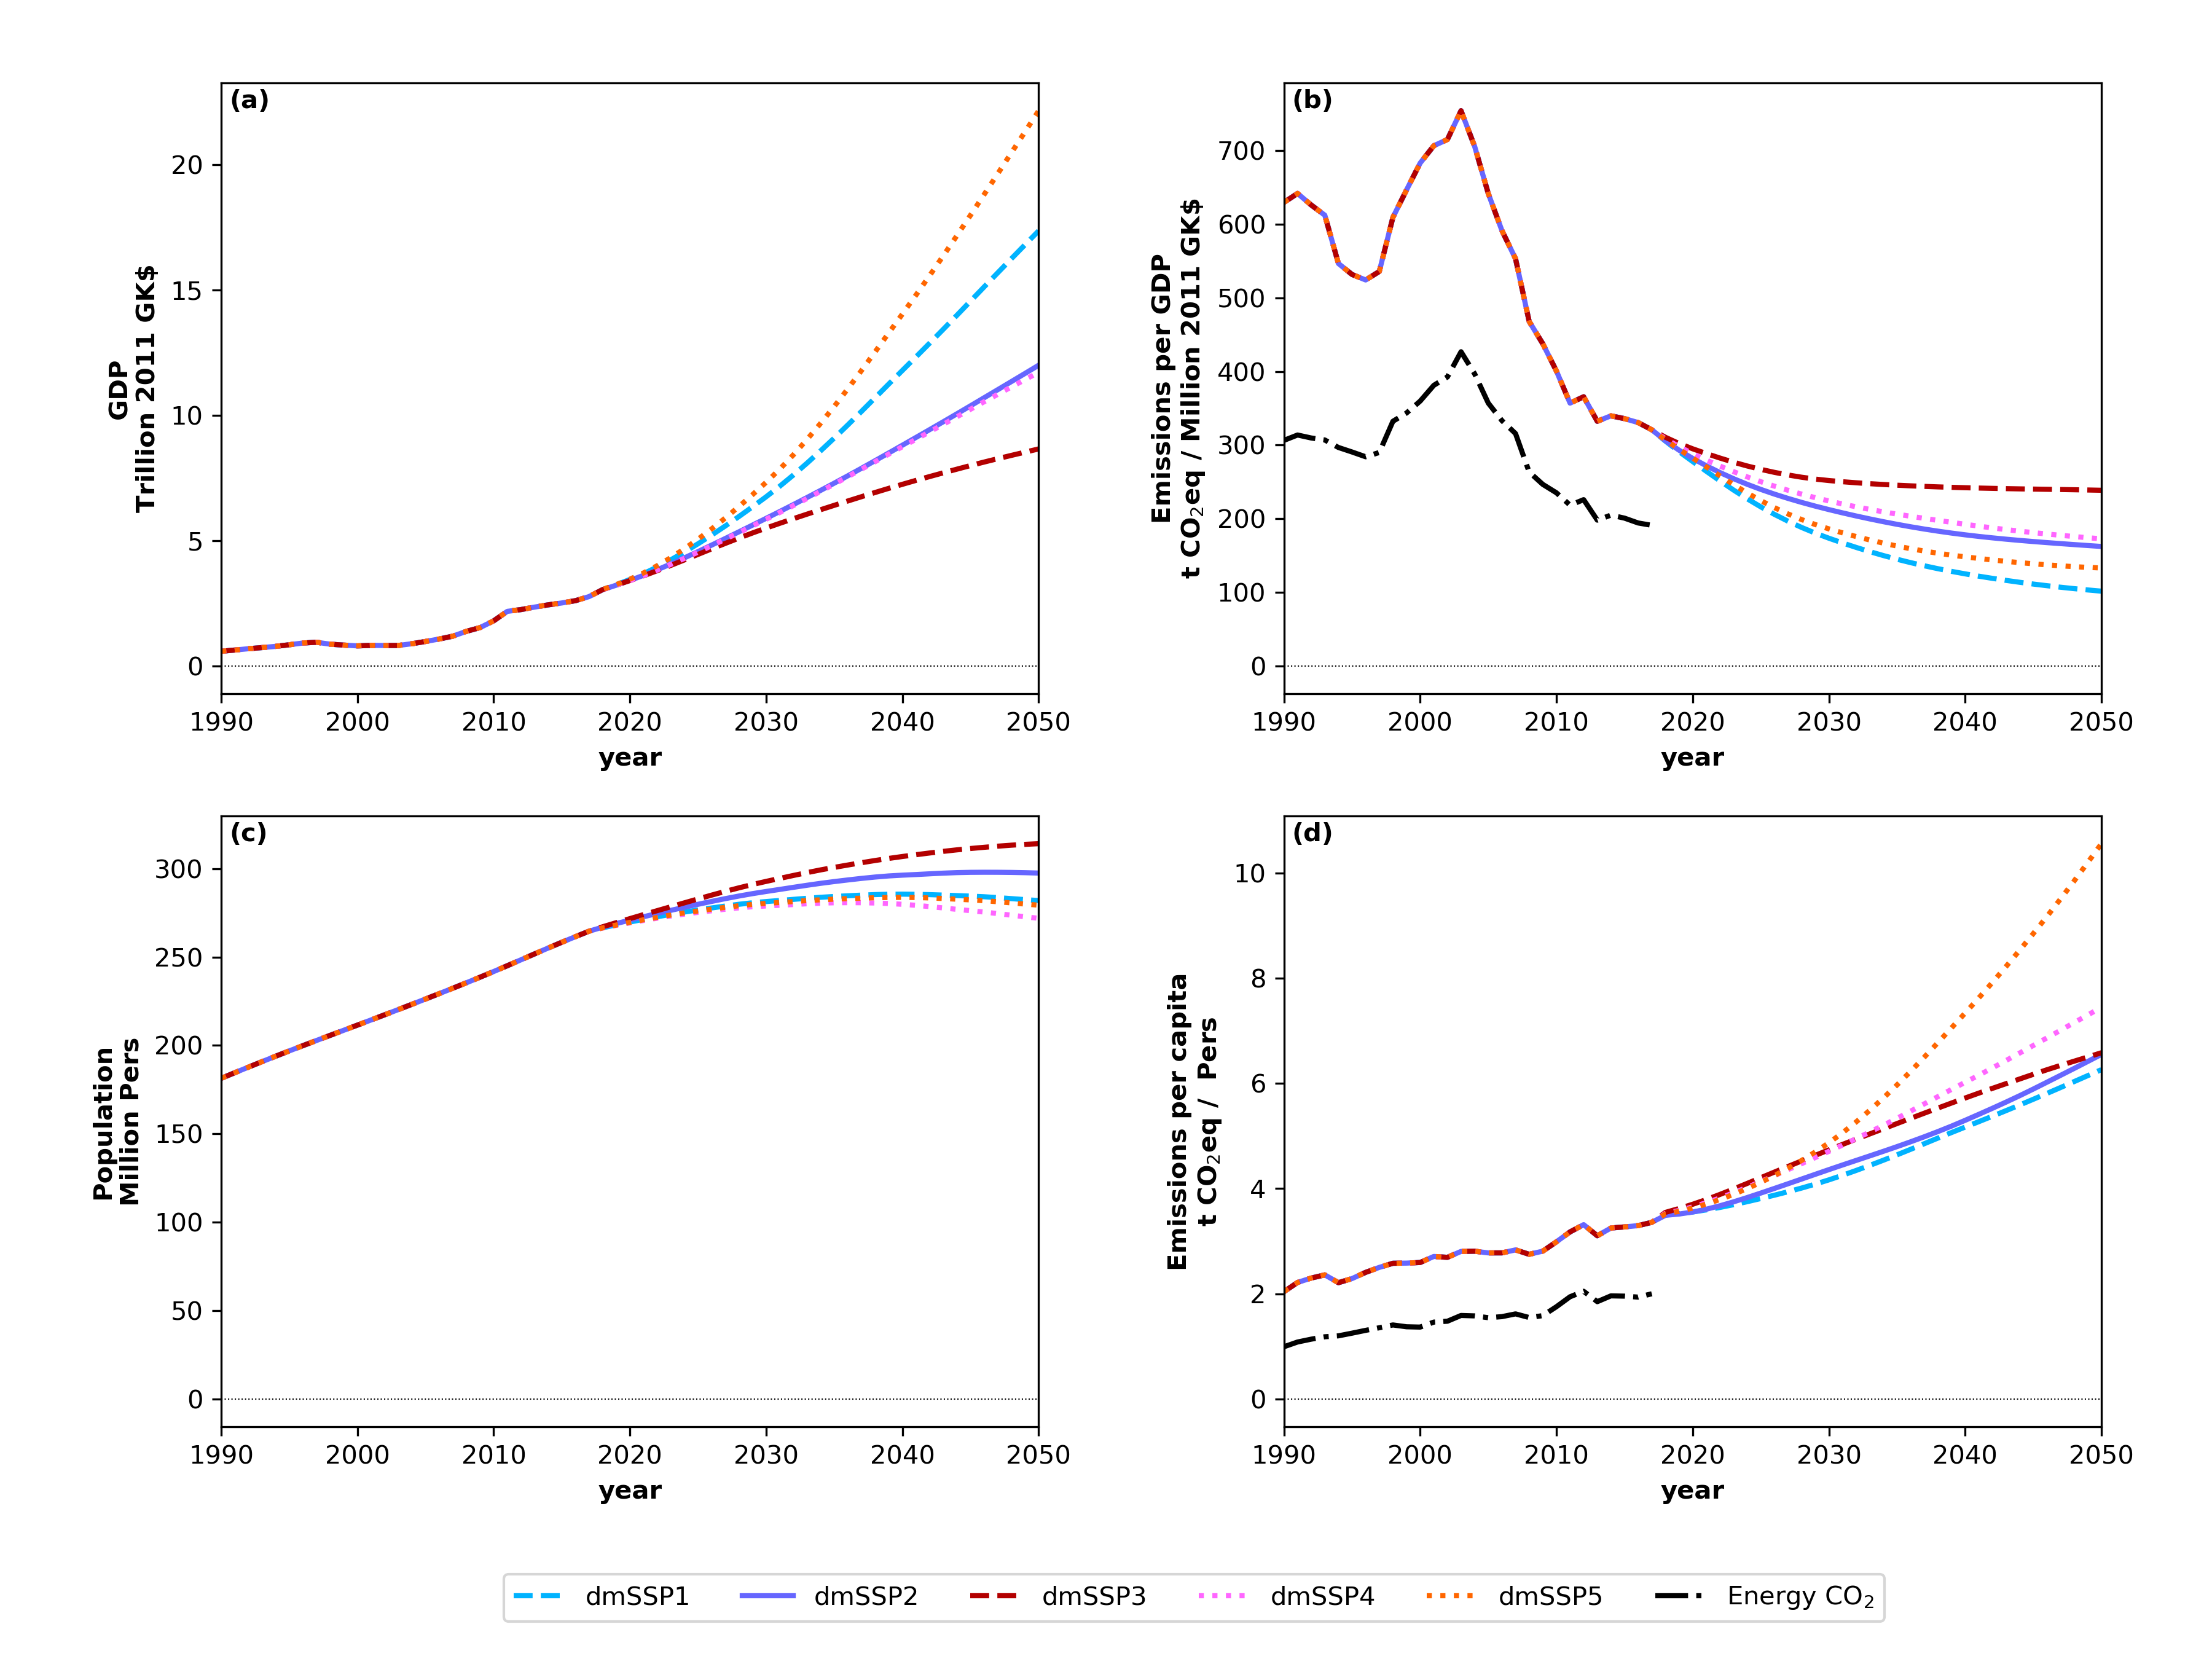 (a)
GDP
Trillion 2011 GK$
20
15
10
5
0
1990 2000 2010 2020 2030 2040 2050
year
(b)
Emissions per GDP
t CO₂eq / Million 2011 GK$
700
600
500
400
300
200
100
0
1990 2000 2010 2020 2030 2040 2050
year
(c)
Population
Million Pers
300
250
200
150
100
50
0
1990 2000 2010 2020 2030 2040 2050
year
(d)
Emissions per capita
t CO₂eq / Pers
10
8
6
4
2
0
1990 2000 2010 2020 2030 2040 2050
year
dmSSP1 dmSSP2 dmSSP3 dmSSP4 dmSSP5 Energy CO₂